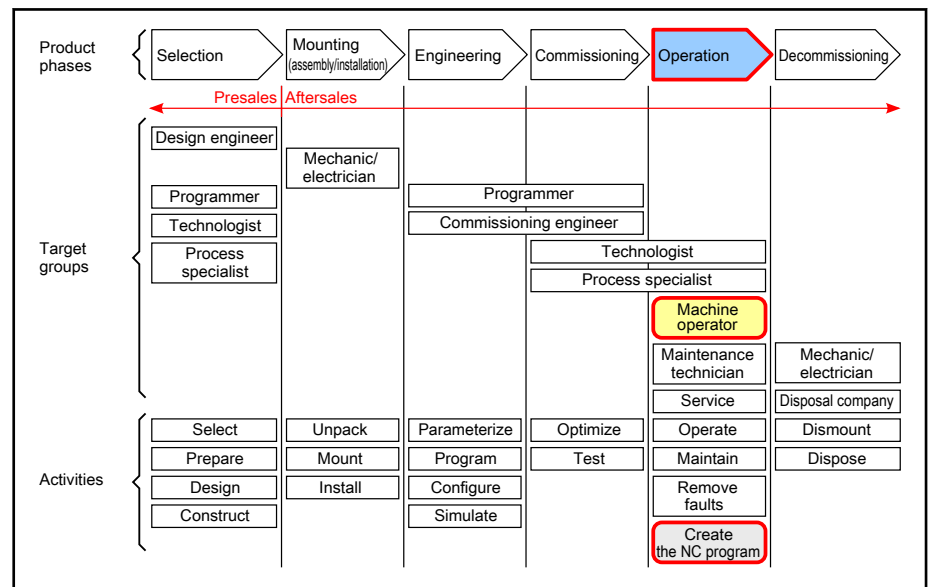 Product
phases
Selection
Mounting
(assembly/installation)
Engineering
Commissioning
Operation
Decommissioning
Presales
Aftersales
Target
groups
Design engineer
Mechanic/
electrician
Programmer
Programmer
Technologist
Commissioning engineer
Process
specialist
Technologist
Process specialist
Machine
operator
Maintenance
technician
Mechanic/
electrician
Service
Disposal company
Activities
Select
Unpack
Parameterize
Optimize
Operate
Dismount
Prepare
Mount
Program
Test
Maintain
Dispose
Design
Install
Configure
Remove
faults
Construct
Simulate
Create
the NC program